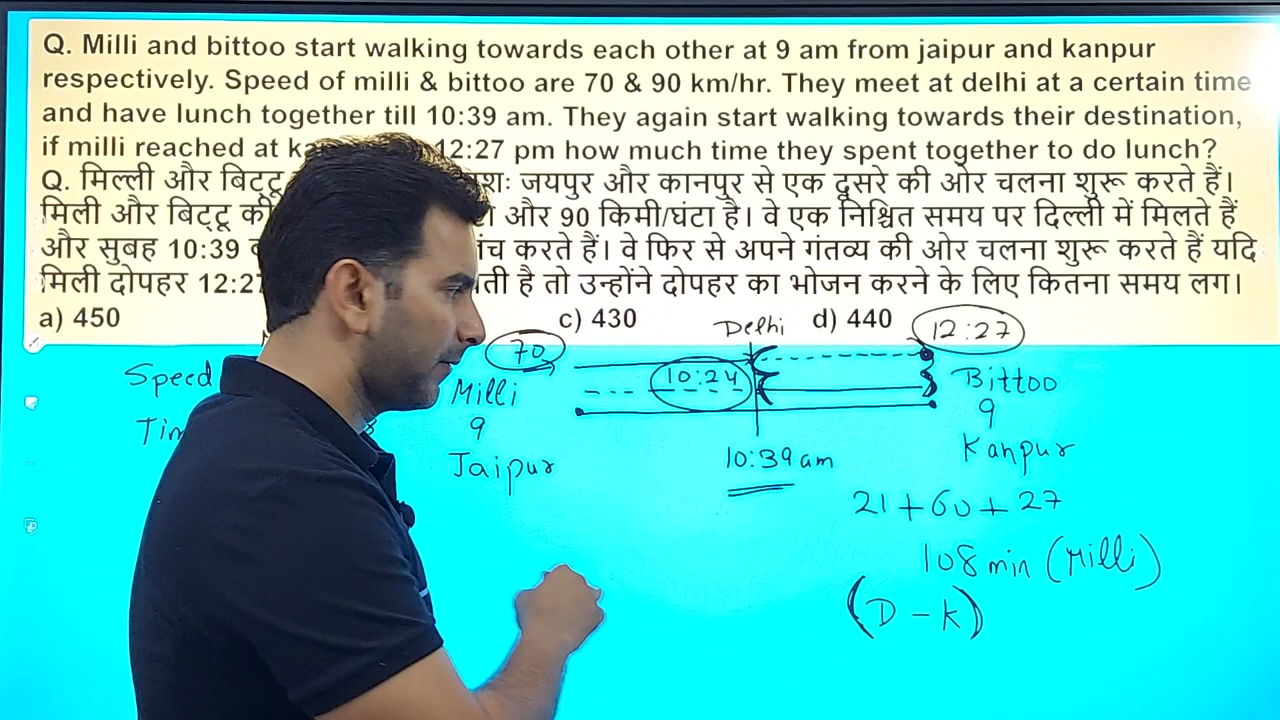 Q. Milli and bittoo start walking towards each other at 9 am from jaipur and kanpur
respectively. Speed of milli & bittoo are 70 & 90 km/hr. They meet at delhi at a certain time
and have lunch together till 10:39 am. They again start walking towards their destination,
if milli reached at 12:27 pm how much time they spent together to do lunch?
Q. मिल्ली और बिट्टू जयपुर और कानपुर से एक दूसरे की ओर चलना शुरू करते हैं।
मिली और बिट्टू की और 90 किमी/घंटा है। वे एक निश्चित समय पर दिल्ली में मिलते हैं
और सुबह 10:39 करते हैं। वे फिर से अपने गंतव्य की ओर चलना शुरू करते हैं यदि
मिली दोपहर 12:27 है तो उन्होंने दोपहर का भोजन करने के लिए कितना समय लग।
a) 450 c) 430 d) 440
Delhi 12:27
70
Speed Milli 10:24 Bittoo
9 9
Jaipur 10:39 am Kanpur
21+60+27
108 min (Milli)
(D - K)